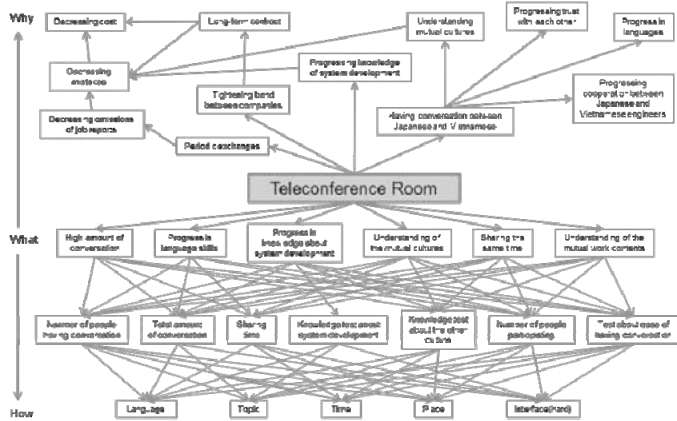 Why
Decreasing cost
Long-term contract
Understanding
mutual cultures
Progressing trust
with each other
Progress in
languages
Decreasing
mistakes
Progressing knowledge
of system development
Tightening bond
between companies
Progressing
cooperation between
Japanese and
Vietnamese engineers
Decreasing omissions
of job reports
Having conversation between
Japanese and Vietnamese
Period exchanges
Teleconference Room
What
High amount of
conversation
Progress in
language skills
Progress in
knowledge about
system development
Understanding of
the mutual cultures
Sharing the
same time
Understanding of the
mutual work contents
Number of people
having conversation
Total amount
of conversation
Sharing
time
Knowledge test about
system development
Knowledge test
about the other
culture
Number of people
participating
Test about ease of
having conversation
How
Language
Topic
Time
Place
Interface(hard)